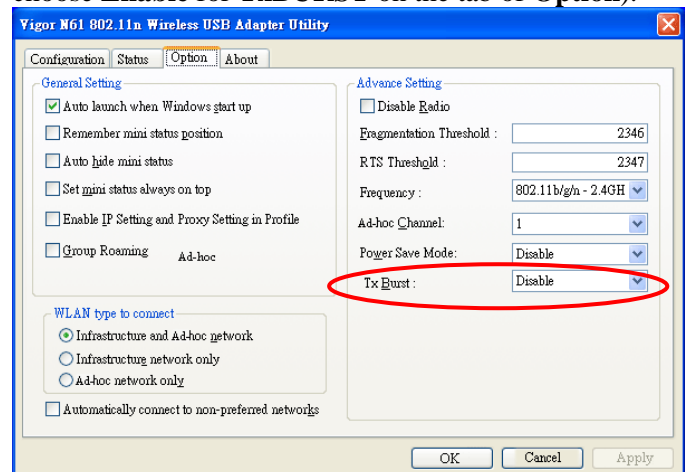 choose Enable for TxBURST on the tab of Option).
Vigor N61 802.11n Wireless USB Adapter Utility
Configuration Status Option About
General Setting
Auto launch when Windows start up
Remember mini status position
Auto hide mini status
Set mini status always on top
Enable IP Setting and Proxy Setting in Profile
Group Roaming Ad-hoc
WLAN type to connect
Infrastructure and Ad-hoc network
Infrastructure network only
Ad-hoc network only
Automatically connect to non-preferred networks
Advance Setting
Disable Radio
Fragmentation Threshold : 2346
RTS Threshold : 2347
Frequency : 802.11b/g/n - 2.4GH
Ad-hoc Channel: 1
Power Save Mode: Disable
Tx Burst : Disable
OK Cancel Apply